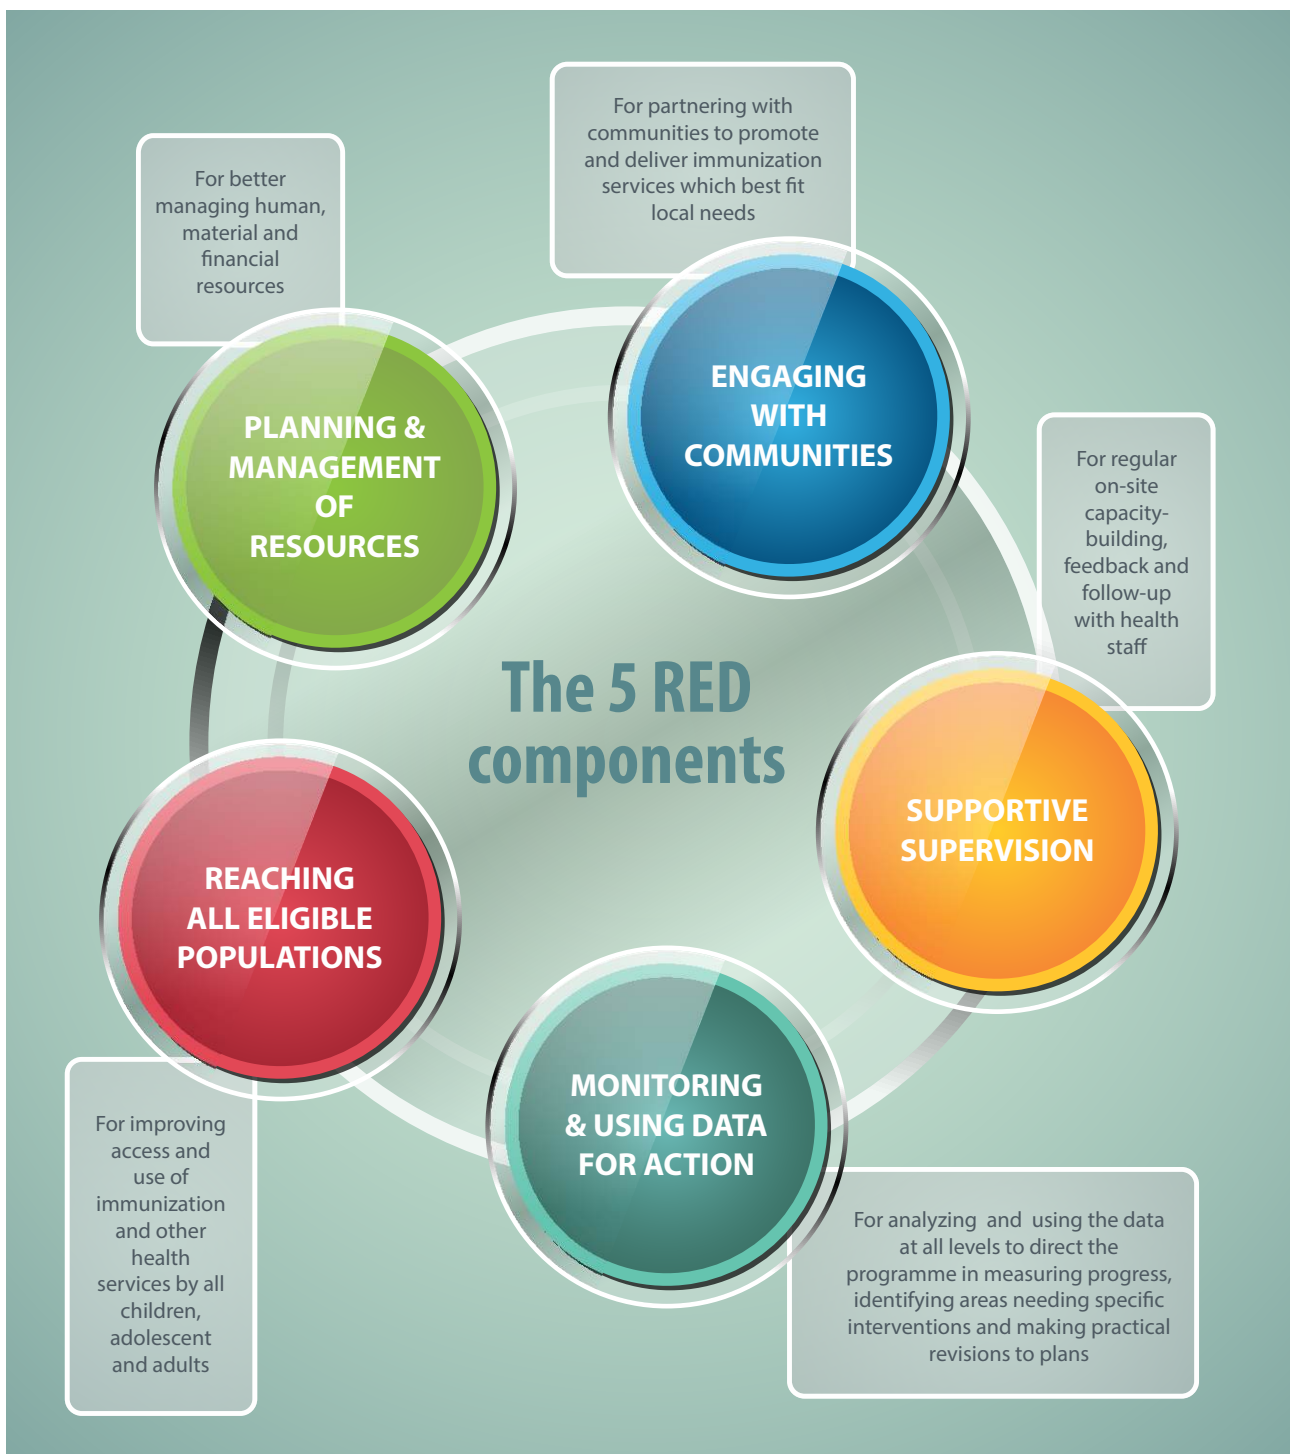 For partnering with
communities to promote
and deliver immunization
services which best fit
local needs
For better
managing human,
material and
financial
resources
ENGAGING
WITH
COMMUNITIES
PLANNING &
MANAGEMENT
OF
RESOURCES
For regular
on-site
capacity-
building,
feedback and
follow-up
with health
staff
The 5 RED
components
SUPPORTIVE
SUPERVISION
REACHING
ALL ELIGIBLE
POPULATIONS
MONITORING
& USING DATA
FOR ACTION
For improving
access and
use of
immunization
and other
health
services by all
children,
adolescent
and adults
For analyzing and using the data
at all levels to direct the
programme in measuring progress,
identifying areas needing specific
interventions and making practical
revisions to plans